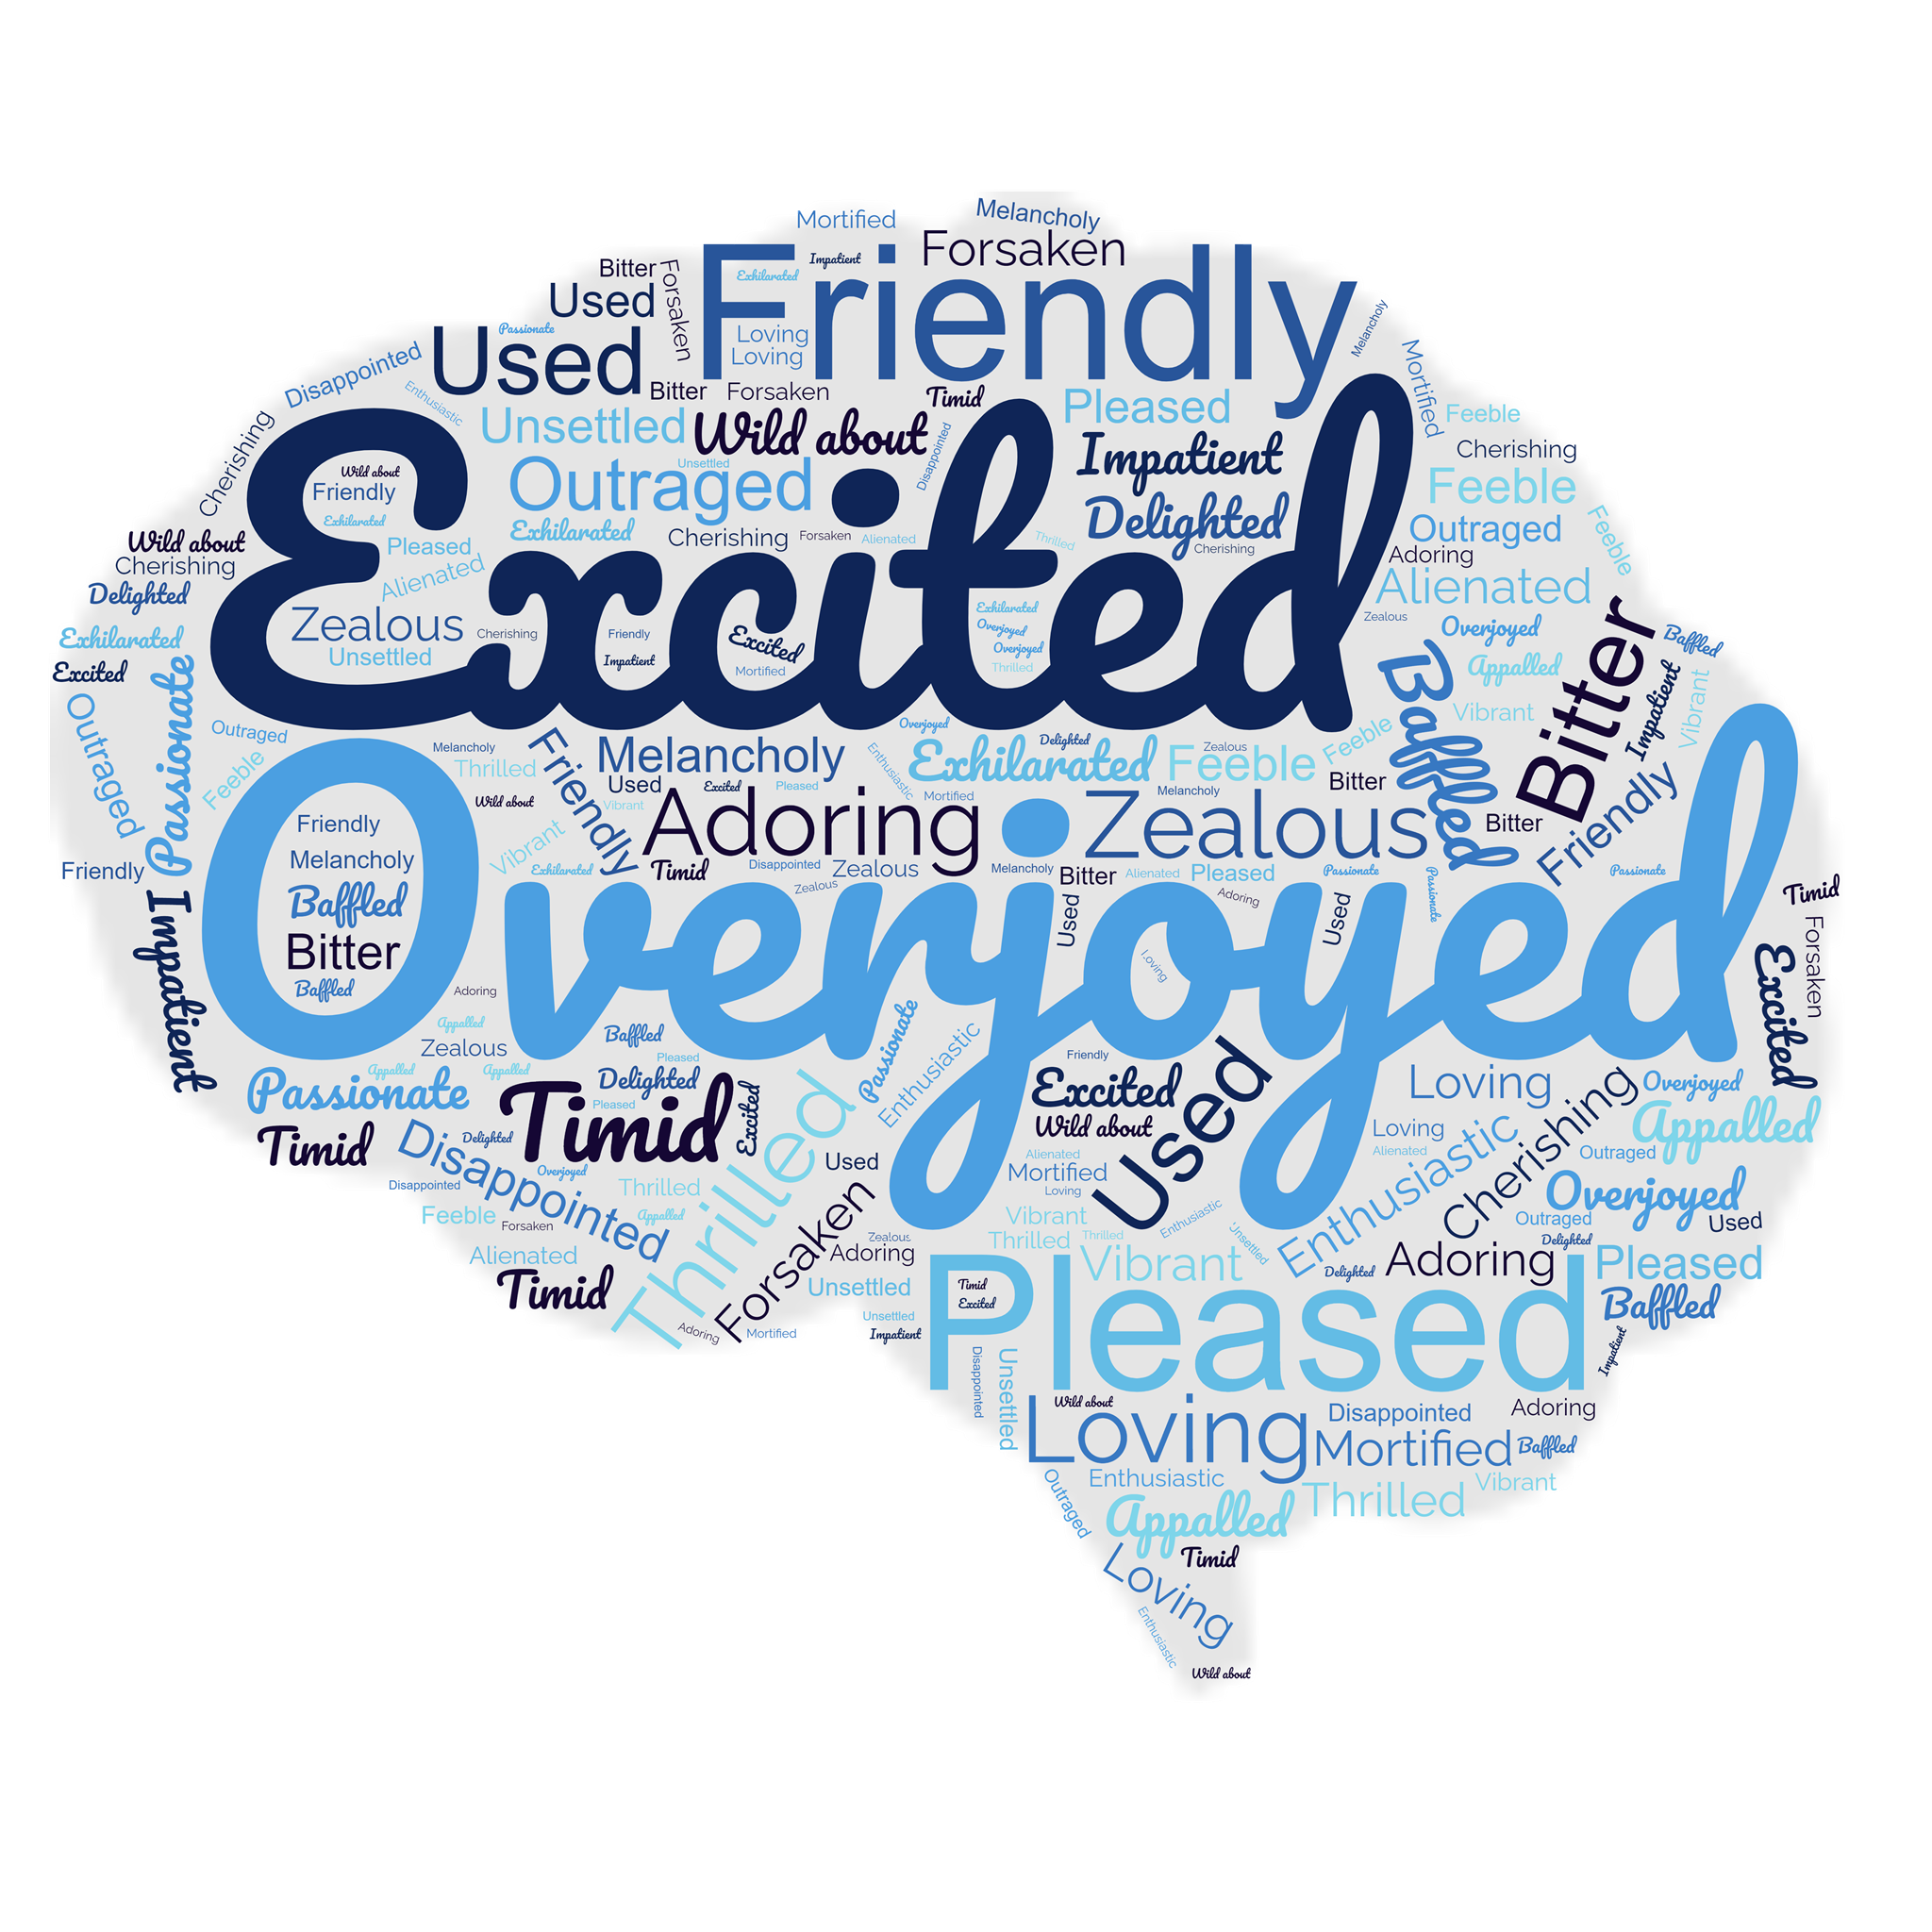 Mortified
Melancholy
Forsaken
Friendly
Impatient
Exhilarated
Bitter
Forsaken
Used
Passionate
Used
Loving
Loving
Melancholy
Mortified
Disappointed
Enthusiastic
Bitter
Forsaken
Timid
Pleased
Feeble
Cherishing
Unsettled
Wild about
Disappointed
Impatient
Cherishing
Excited
Wild about
Friendly
Exhilarated
Outraged
Unsettled
Delighted
Feeble
Outraged
Feeble
Wild about
Cherishing
Delighted
Pleased
Alienated
Exhilarated
Cherishing
Forsaken
Alienated
Thrilled
Cherishing
Adoring
Alienated
Zealous
Exhilarated
Excited
Passionate
Zealous
Unsettled
Cherishing
Friendly
Impatient
Excited
Mortified
Exhilarated
Overjoyed
Overjoyed
Thrilled
Overjoyed
Appalled
Vibrant
Baffled
Bitter
Baffled
Impatient
Vibrant
Outraged
Outraged
Feeble
Melancholy
Thrilled
Wild about
Friendly
Melancholy
Used
Vibrant
Excited
Pleased
Overjoyed
Enthusiastic
Exhilarated
Delighted
Mortified
Feeble
Zealous
Melancholy
Feeble
Bitter
Bitter
Friendly
Adoring
Zealous
Friendly
Impatient
Overjoyed
Friendly
Melancholy
Baffled
Bitter
Baffled
Vibrant
Exhilarated
Timid
Disappointed
Zealous
Zealous
Melancholy
Bitter
Alienated
Pleased
Adoring
Used
Loving
Used
Passionate
Passionate
Passionate
Timid
Forsaken
Excited
Adoring
Appalled
Zealous
Appalled
Appalled
Baffled
Pleased
Delighted
Pleased
Passionate
Enthusiastic
Friendly
Excited
Wild about
Used
Loving
Cherishing
Overjoyed
Appalled
Passionate
Timid
Timid
Excited
Thrilled
Disappointed
Delighted
Disappointed
Overjoyed
Thrilled
Used
Feeble
Forsaken
Appalled
Alienated
Timid
Forsaken
Adoring
Mortified
Zealous
Adoring
Unsettled
Unsettled
Impatient
Alienated
Mortified
Loving
Vibrant
Thrilled
Thrilled
Enthusiastic
Unsettled
Vibrant
Loving
Alienated
Outraged
Enthusiastic
Overjoyed
Outraged
Used
Delighted
Delighted
Adoring
Pleased
Baffled
Pleased
Timid
Excited
Impatient
Disappointed
Unsettled
Wild about
Loving
Disappointed
Adoring
Mortified
Baffled
Enthusiastic
Outraged
Appalled
Thrilled
Vibrant
Timid
Loving
Enthusiastic
Wild about